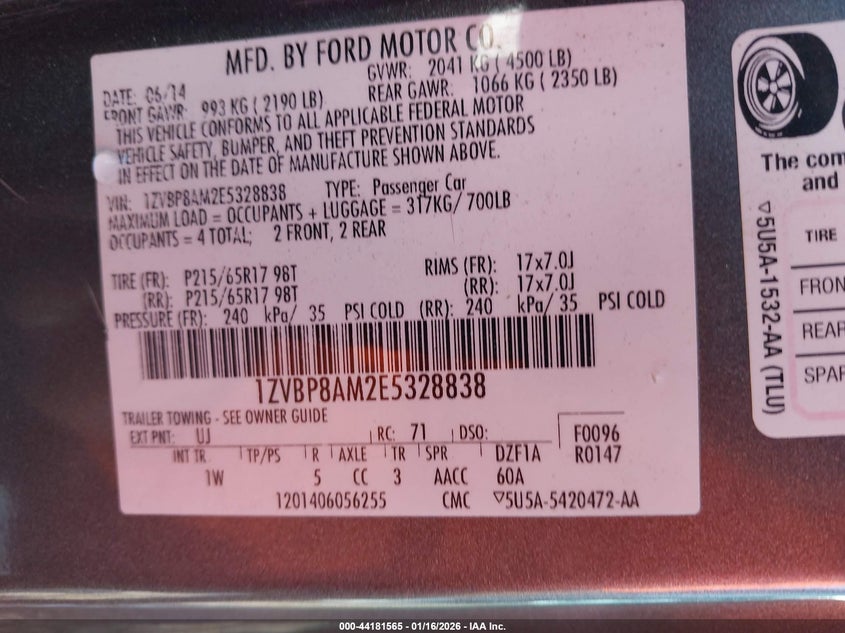 MFD. BY FORD MOTOR CO.
DATE: 06/14 GVWR: 2041 KG ( 4500 LB)
FRONT GAWR: 993 KG ( 2190 LB) REAR GAWR: 1066 KG ( 2350 LB)
THIS VEHICLE CONFORMS TO ALL APPLICABLE FEDERAL MOTOR
VEHICLE SAFETY, BUMPER, AND THEFT PREVENTION STANDARDS
IN EFFECT ON THE DATE OF MANUFACTURE SHOWN ABOVE.
VIN: 1ZVBP8AM2E5328838 TYPE: Passenger Car
MAXIMUM LOAD = OCCUPANTS + LUGGAGE = 317KG/ 700LB
OCCUPANTS = 4 TOTAL; 2 FRONT, 2 REAR
TIRE (FR): P215/65R17 98T RIMS (FR): 17x7.0J
(RR): P215/65R17 98T (RR): 17x7.0J
PRESSURE (FR): 240 kPa/ 35 PSI COLD (RR): 240 kPa/ 35 PSI COLD
1ZVBP8AM2E5328838
TRAILER TOWING - SEE OWNER GUIDE
EXT PNT: UJ RC: 71 DSO: F0096
INT TR TP/PS R AXLE TR SPR DZF1A R0147
1W 5 CC 3 AACC 60A
1201406056255 CMC ▽5U5A-5420472-AA
The com
and
▽5U5A-1532-AA (TLU)
TIRE
FRON
REAR
SPAR
000-44181565 - 01/16/2026 - IAA Inc.